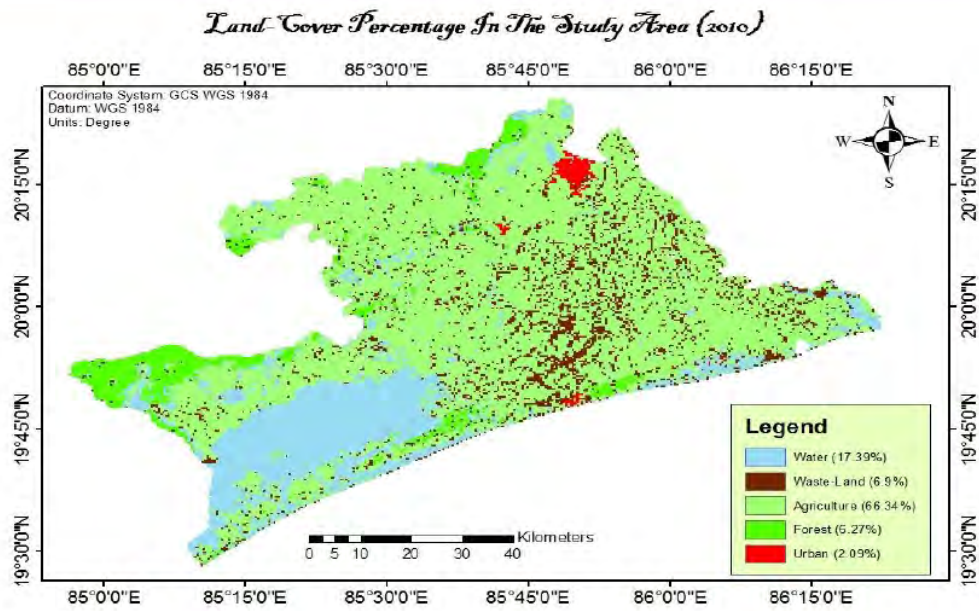 Land-Cover Percentage In The Study Area (2010)
85°0'0"E 85°15'0"E 85°30'0"E 85°45'0"E 86°0'0"E 86°15'0"E
Coordinate System: GCS WGS 1984
Datum: WGS 1984
Units: Degree
N
W E
S
20°15'0"N 20°15'0"N
20°0'0"N 20°0'0"N
19°45'0"N 19°45'0"N
19°30'0"N 19°30'0"N
Legend
Water (17.39%)
Waste-Land (6.9%)
Agriculture (66.34%)
Forest (6.27%)
Urban (2.09%)
Kilometers
0 5 10 20 30 40
85°0'0"E 85°15'0"E 85°30'0"E 85°45'0"E 86°0'0"E 86°15'0"E